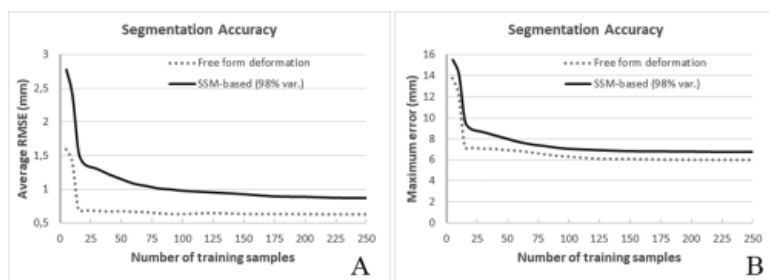 Segmentation Accuracy
Free form deformation
SSM-based (98% var.)
Average RMSE (mm)
3
2,5
2
1,5
1
0,5
0 25 50 75 100 125 150 175 200 225 250
Number of training samples
A
Segmentation Accuracy
Free form deformation
SSM-based (98% var.)
Maximum error (mm)
16
14
12
10
8
6
4
2
0
0 25 50 75 100 125 150 175 200 225 250
Number of training samples
B